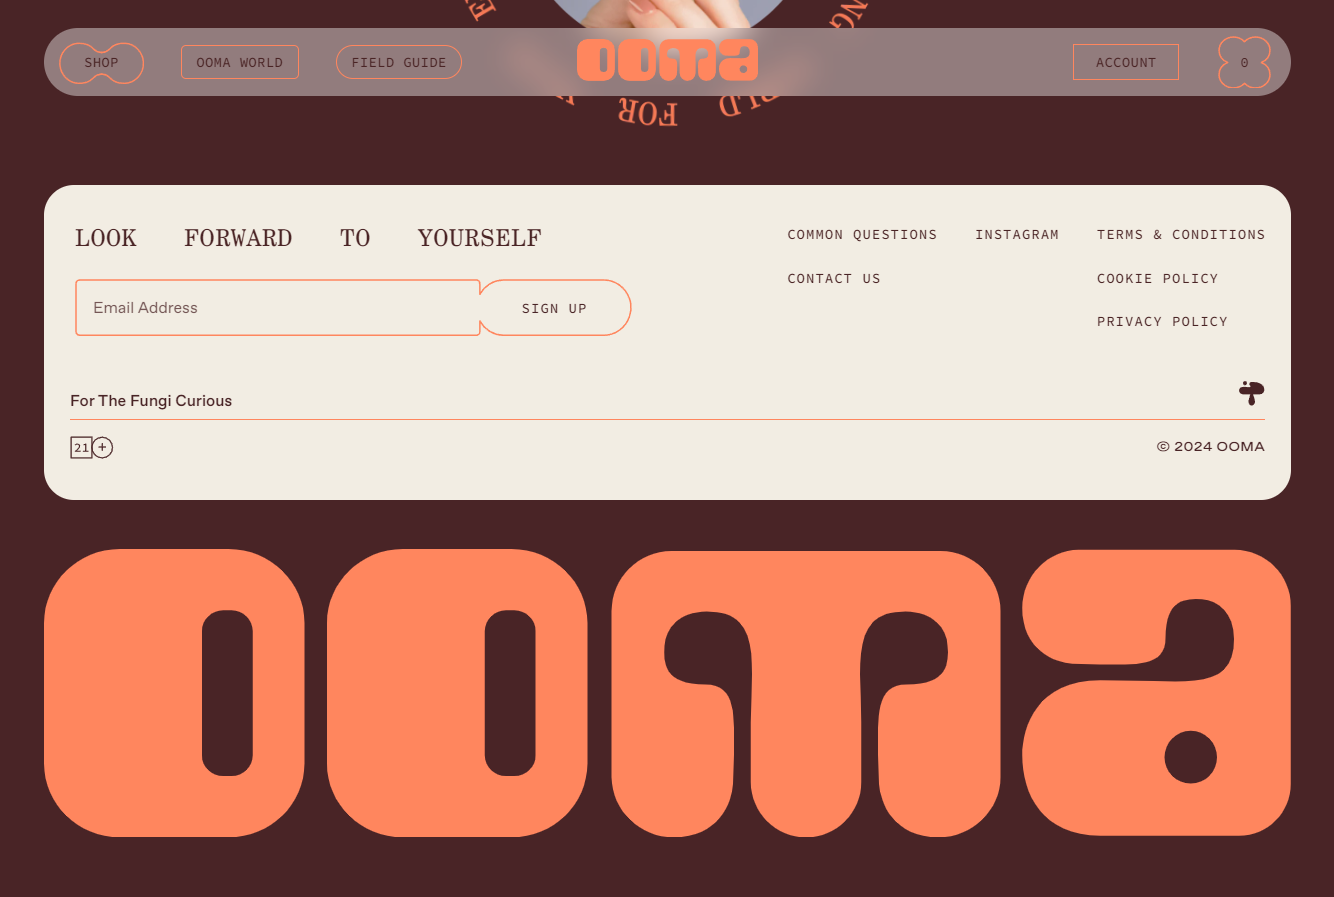 SHOP
OOMA WORLD
FIELD GUIDE
ooma
ACCOUNT
0
FOR
LOOK FORWARD TO YOURSELF
Email Address
SIGN UP
COMMON QUESTIONS
INSTAGRAM
TERMS & CONDITIONS
CONTACT US
COOKIE POLICY
PRIVACY POLICY
For The Fungi Curious
21+
© 2024 OOMA
ooma